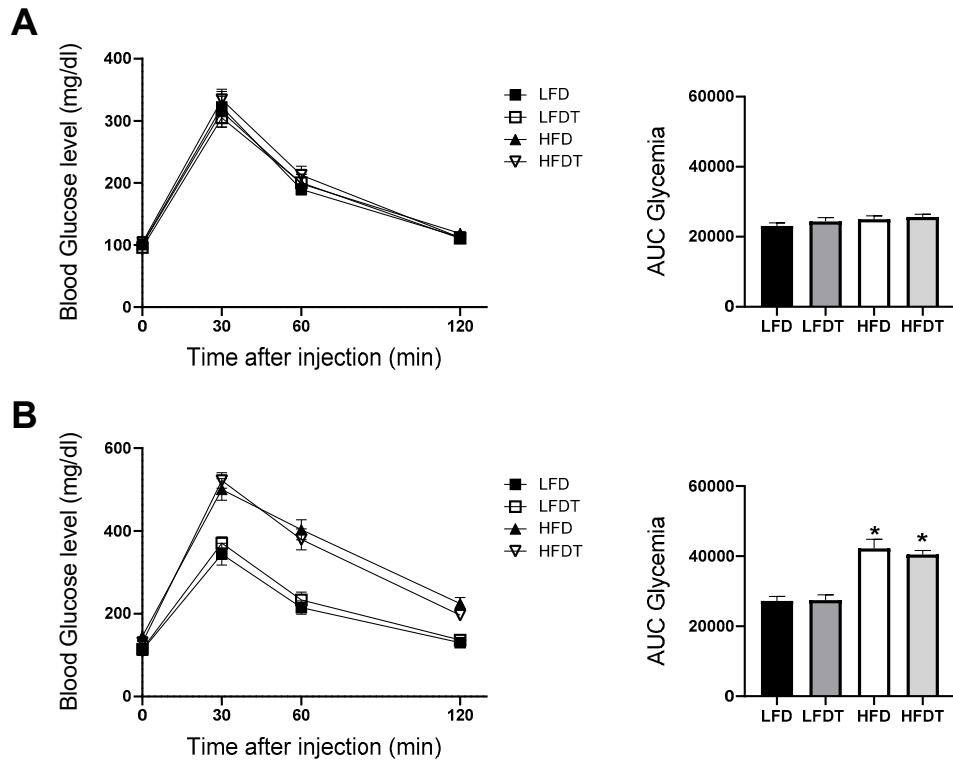 A
Blood Glucose level (mg/dl)
400
300
200
100
0
0 30 60 120
Time after injection (min)
LFD
LFDT
HFD
HFDT
AUC Glycemia
60000
40000
20000
0
LFD LFDT HFD HFDT
B
Blood Glucose level (mg/dl)
600
400
200
0
0 30 60 120
Time after injection (min)
LFD
LFDT
HFD
HFDT
AUC Glycemia
60000
40000
20000
0
* *
LFD LFDT HFD HFDT